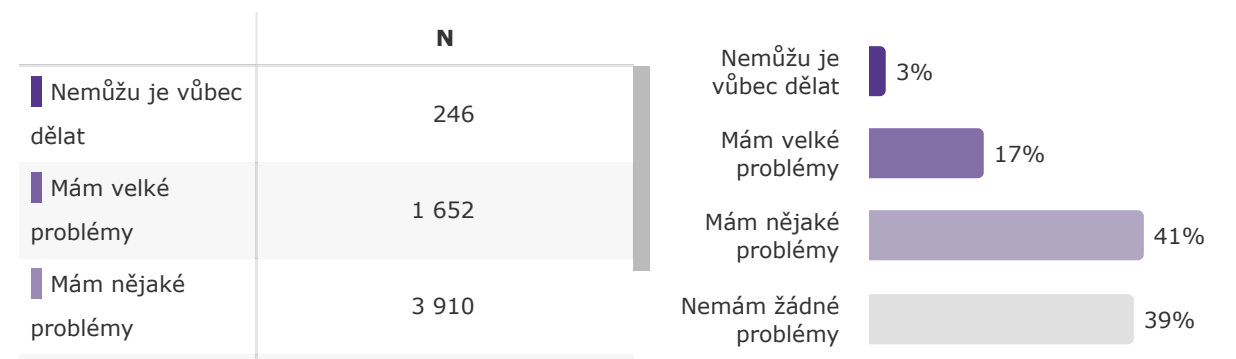 N
Nemůžu je vůbec
dělat
246
Mám velké
problémy
1 652
Mám nějaké
problémy
3 910
Nemůžu je
vůbec dělat
3%
Mám velké
problémy
17%
Mám nějaké
problémy
41%
Nemám žádné
problémy
39%